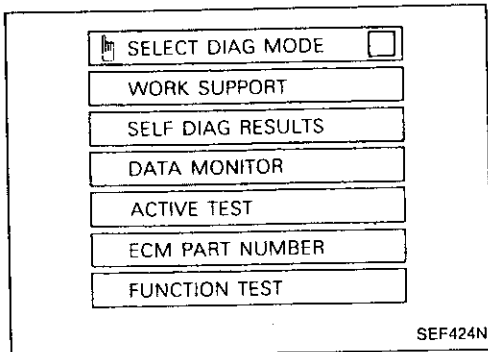 SELECT DIAG MODE
WORK SUPPORT
SELF DIAG RESULTS
DATA MONITOR
ACTIVE TEST
ECM PART NUMBER
FUNCTION TEST
SEF424N